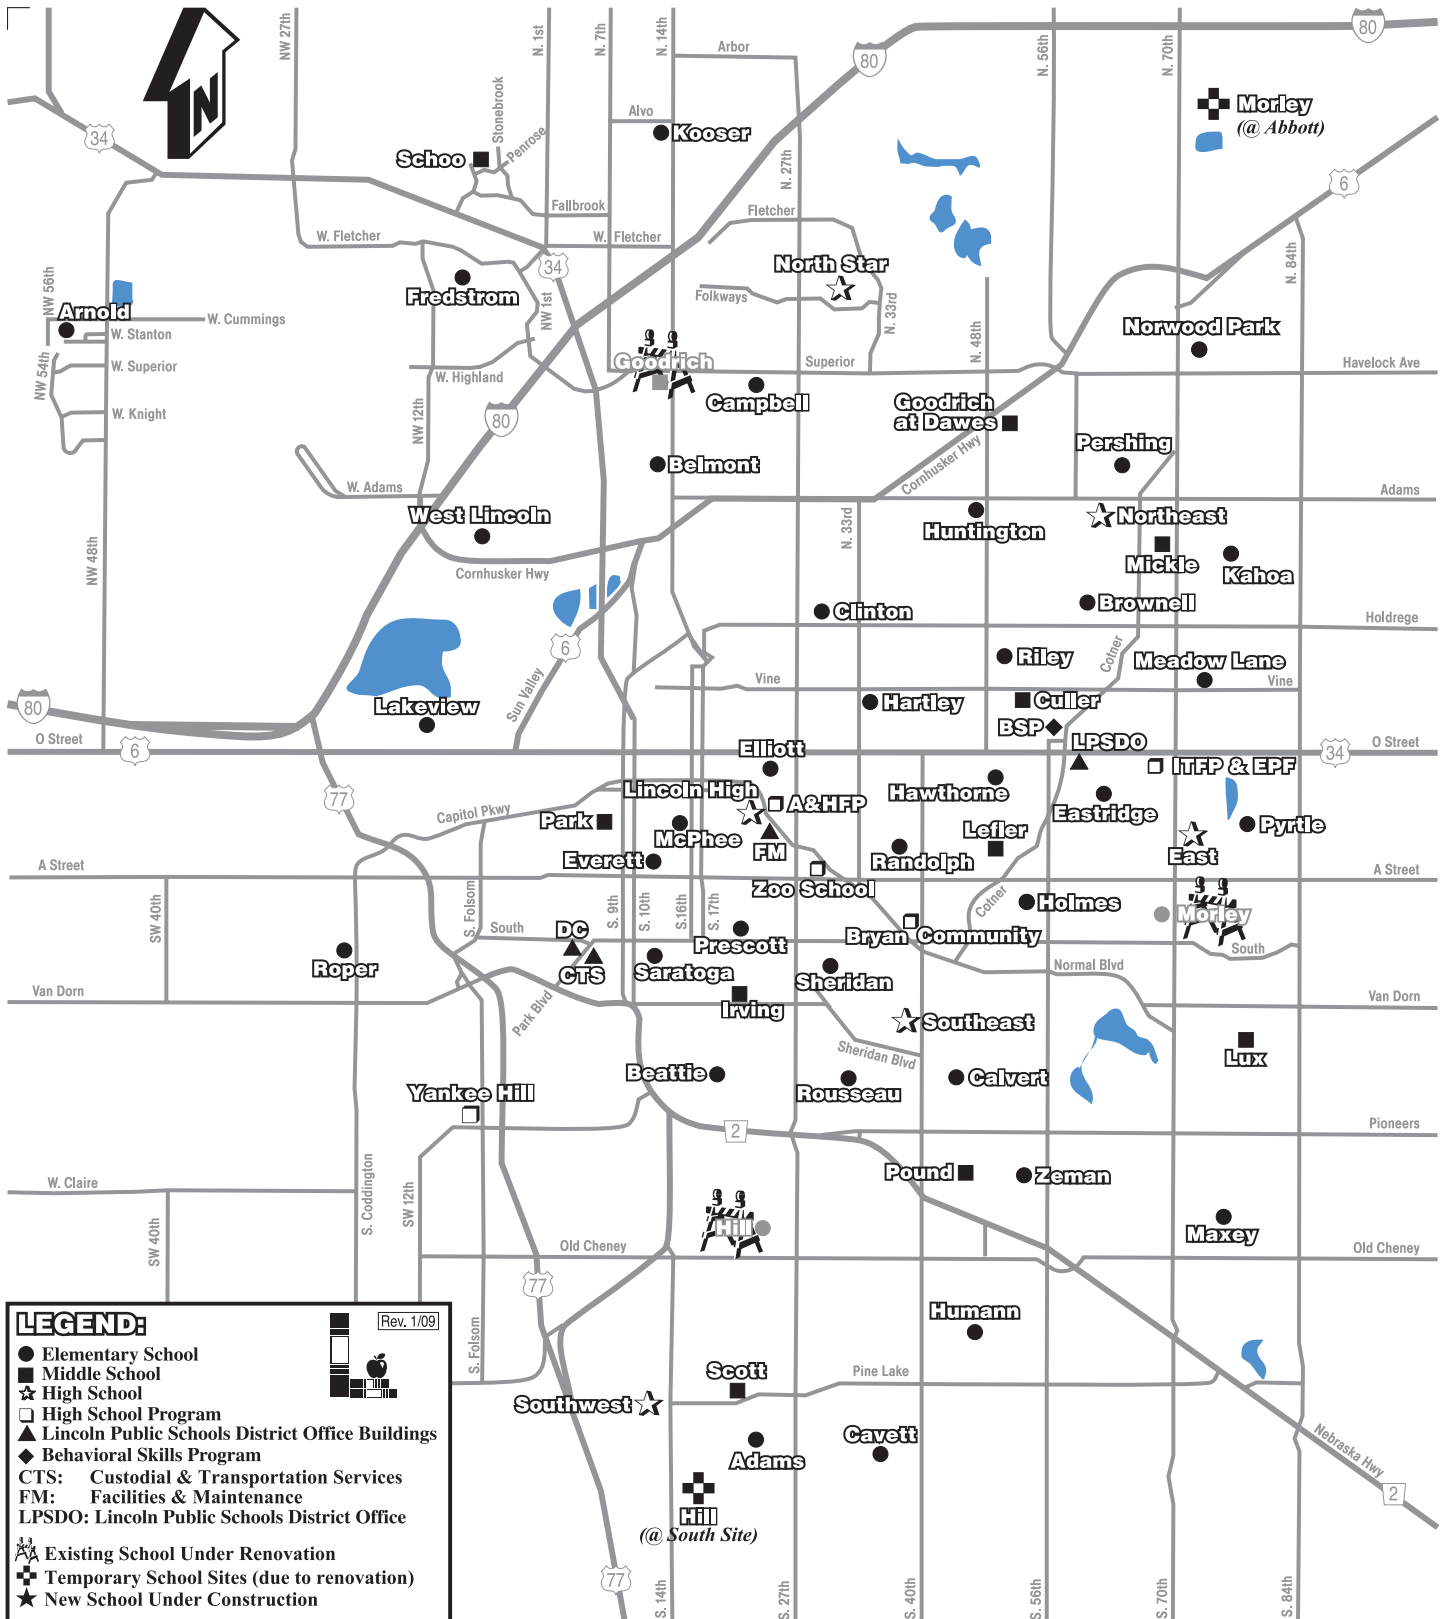 NW 27th
N. 1st
N. 7th
N. 14th
Arbor
80
N. 56th
N. 70th
80
N
34
Stonebrook
Penrose
Schoo
Alvo
Kooser
N. 27th
Morley
(@ Abbott)
6
Fallbrook
Fletcher
W. Fletcher
W. Fletcher
34
North Star
N. 84th
NW 56th
Arnold
Fredstrom
NW 1st
Folkways
N. 33rd
N. 48th
Norwood Park
W. Cummings
W. Stanton
NW 54th
W. Superior
W. Highland
Goodrich
Superior
Havelock Ave
W. Knight
NW 12th
80
Campbell
Goodrich
at Dawes
Cornhusker Hwy
Pershing
Belmont
W. Adams
Adams
West Lincoln
N. 33rd
Huntington
Northeast
NW 48th
Cornhusker Hwy
Mickle
Kahoa
Clinton
Brownell
Holdrege
6
Sun Valley
Riley
Cotner
Meadow Lane
Vine
Vine
80
Lakeview
Hartley
Culler
BSP
O Street
6
Elliott
LPSDO
34
O Street
ITFP & EPF
77
Capitol Pkwy
Lincoln High
A&HFP
Hawthorne
Eastridge
Park
McPhee
FM
Lefler
Pyrtle
East
A Street
Everett
Randolph
A Street
Zoo School
SW 40th
S. Folsom
S. 9th
S. 10th
S.16th
S. 17th
Cotner
Holmes
Morley
South
DC
Prescott
Bryan Community
South
Roper
CTS
Saratoga
Sheridan
Normal Blvd
Van Dorn
Park Blvd
Irving
Van Dorn
Southeast
Sheridan Blvd
Lux
Beattie
Rousseau
Calvert
Yankee Hill
2
Pioneers
W. Claire
S. Coddington
SW 12th
Pound
Zeman
SW 40th
Hill
Maxey
Old Cheney
Old Cheney
77
Humann
S. Folsom
Scott
Pine Lake
Southwest
Adams
Cavett
Nebraska Hwy
2
Hill
(@ South Site)
77
S. 14th
S. 27th
S. 40th
S. 56th
S. 70th
S. 84th
LEGEND:
Rev. 1/09
Elementary School
Middle School
High School
High School Program
Lincoln Public Schools District Office Buildings
Behavioral Skills Program
CTS: Custodial & Transportation Services
FM: Facilities & Maintenance
LPSDO: Lincoln Public Schools District Office
Existing School Under Renovation
Temporary School Sites (due to renovation)
New School Under Construction